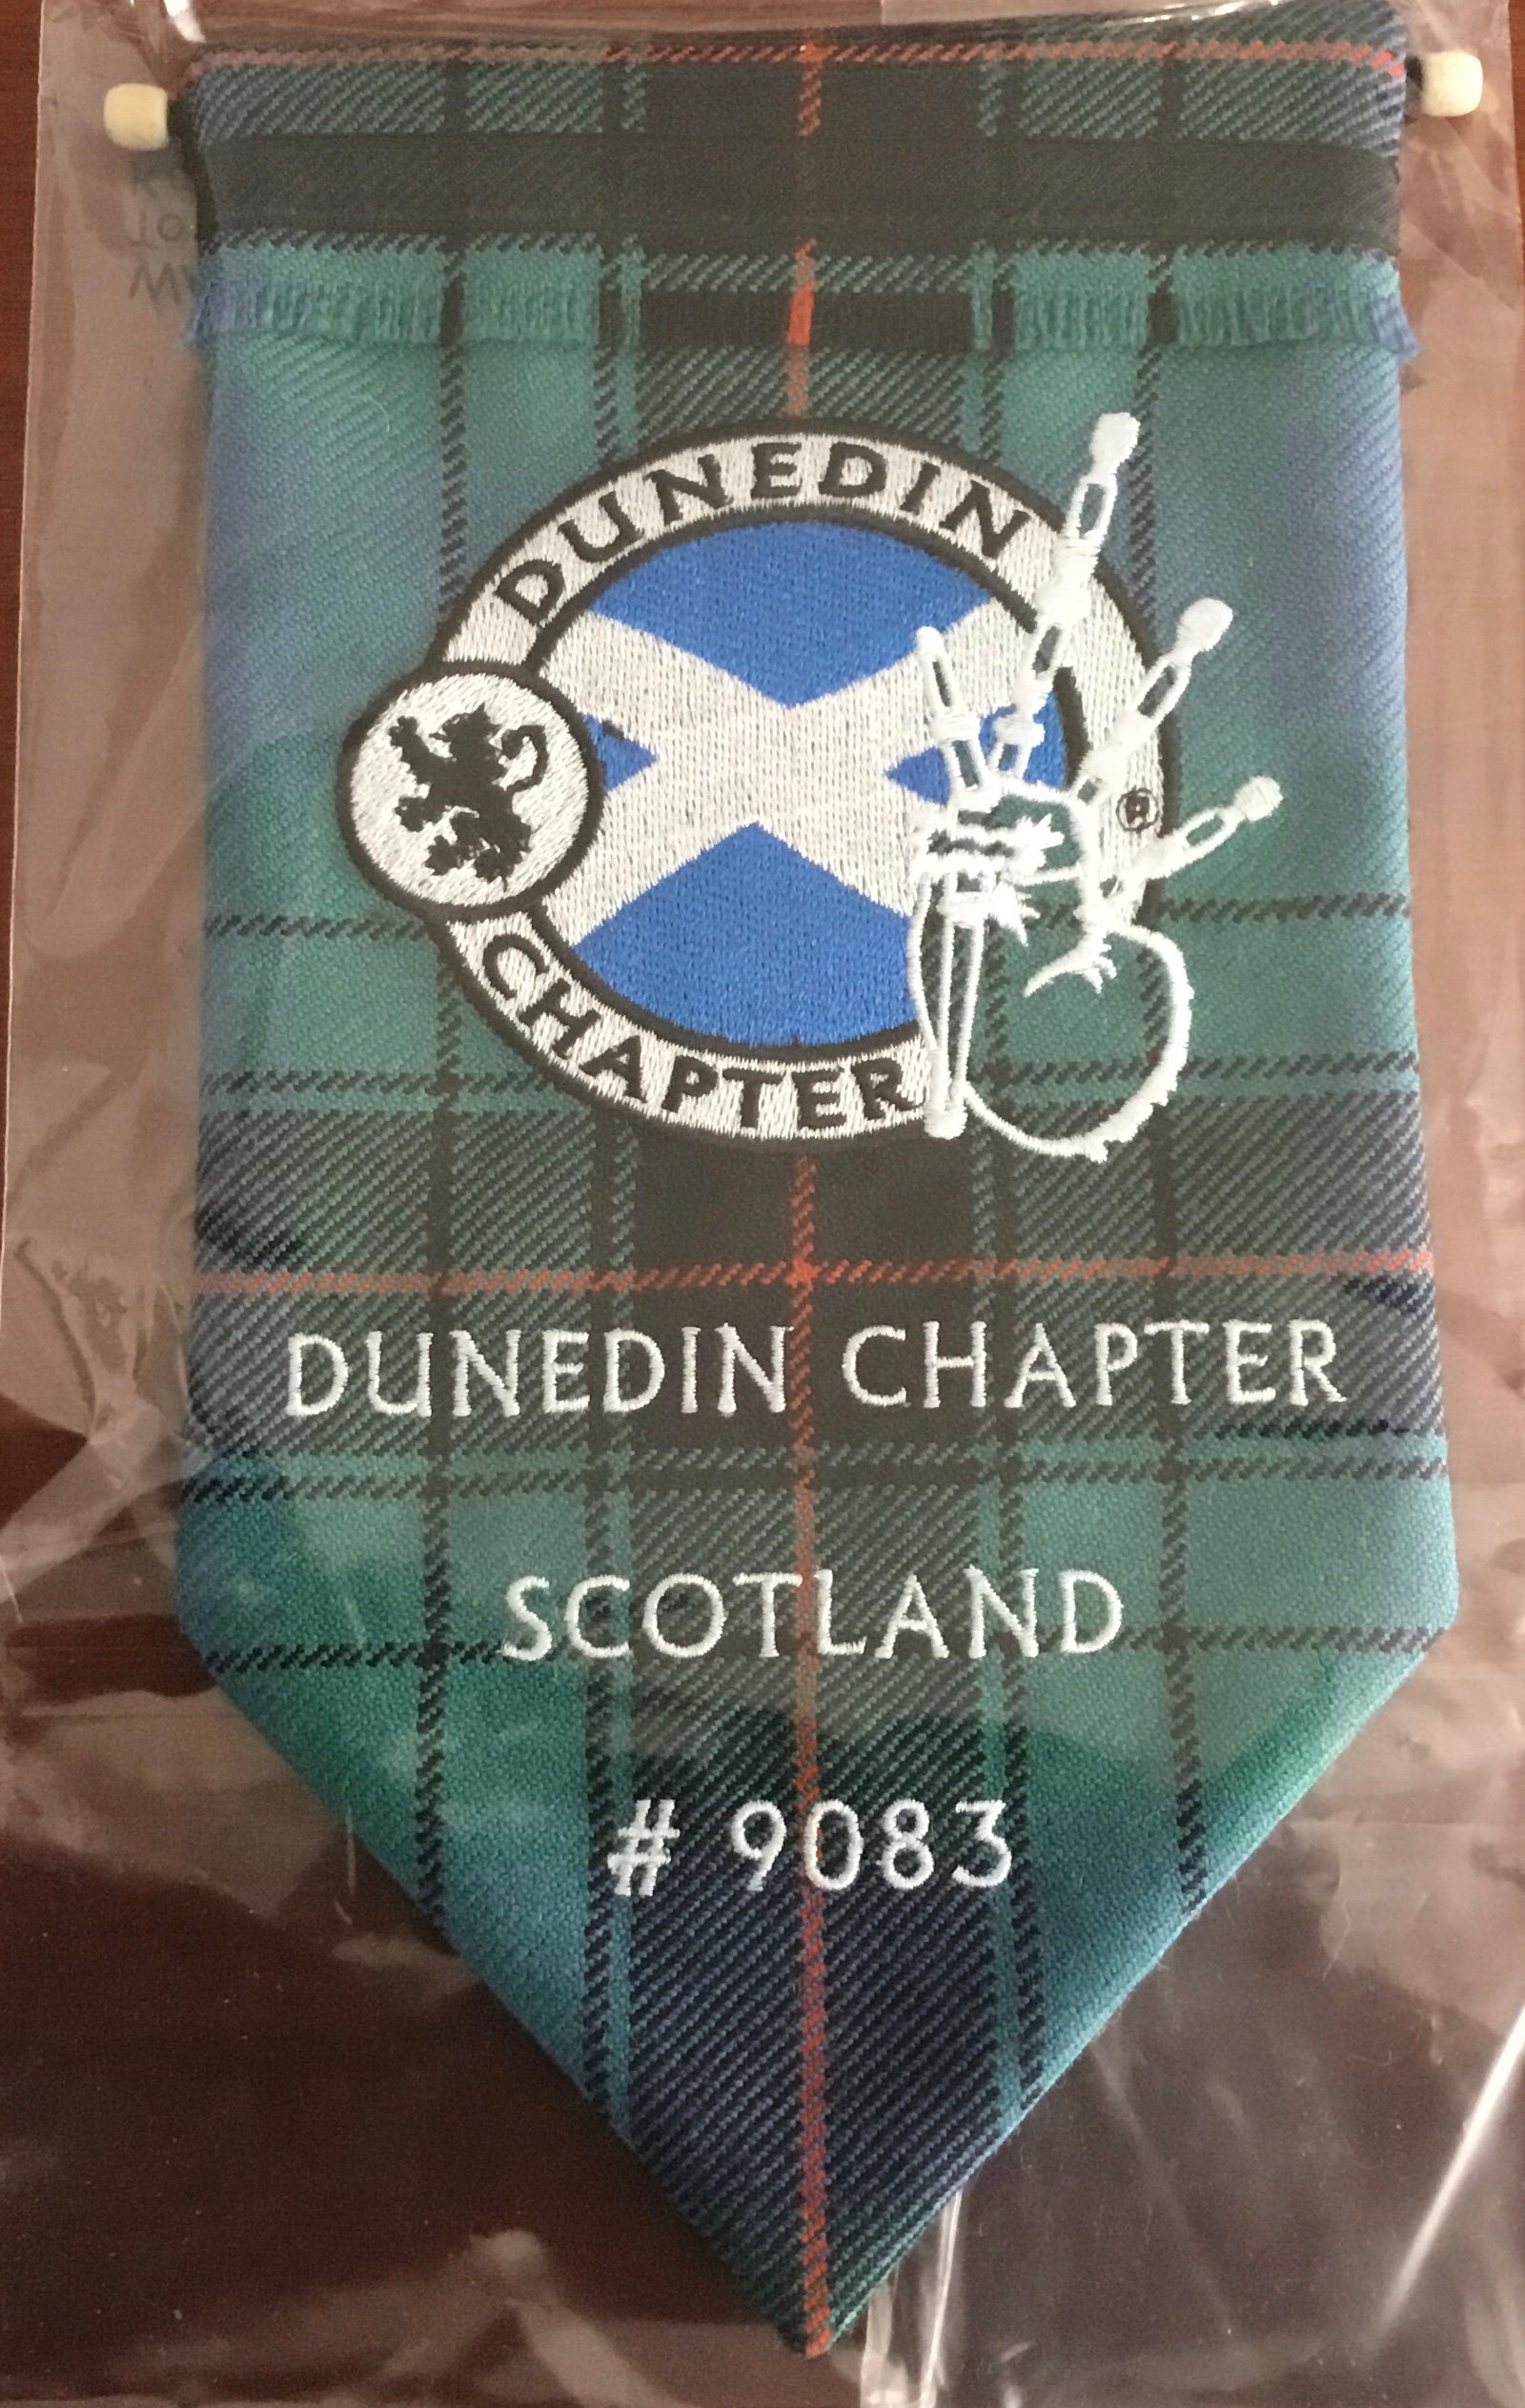 DUNEDIN
CHAPTER
®
DUNEDIN CHAPTER
SCOTLAND
# 9083